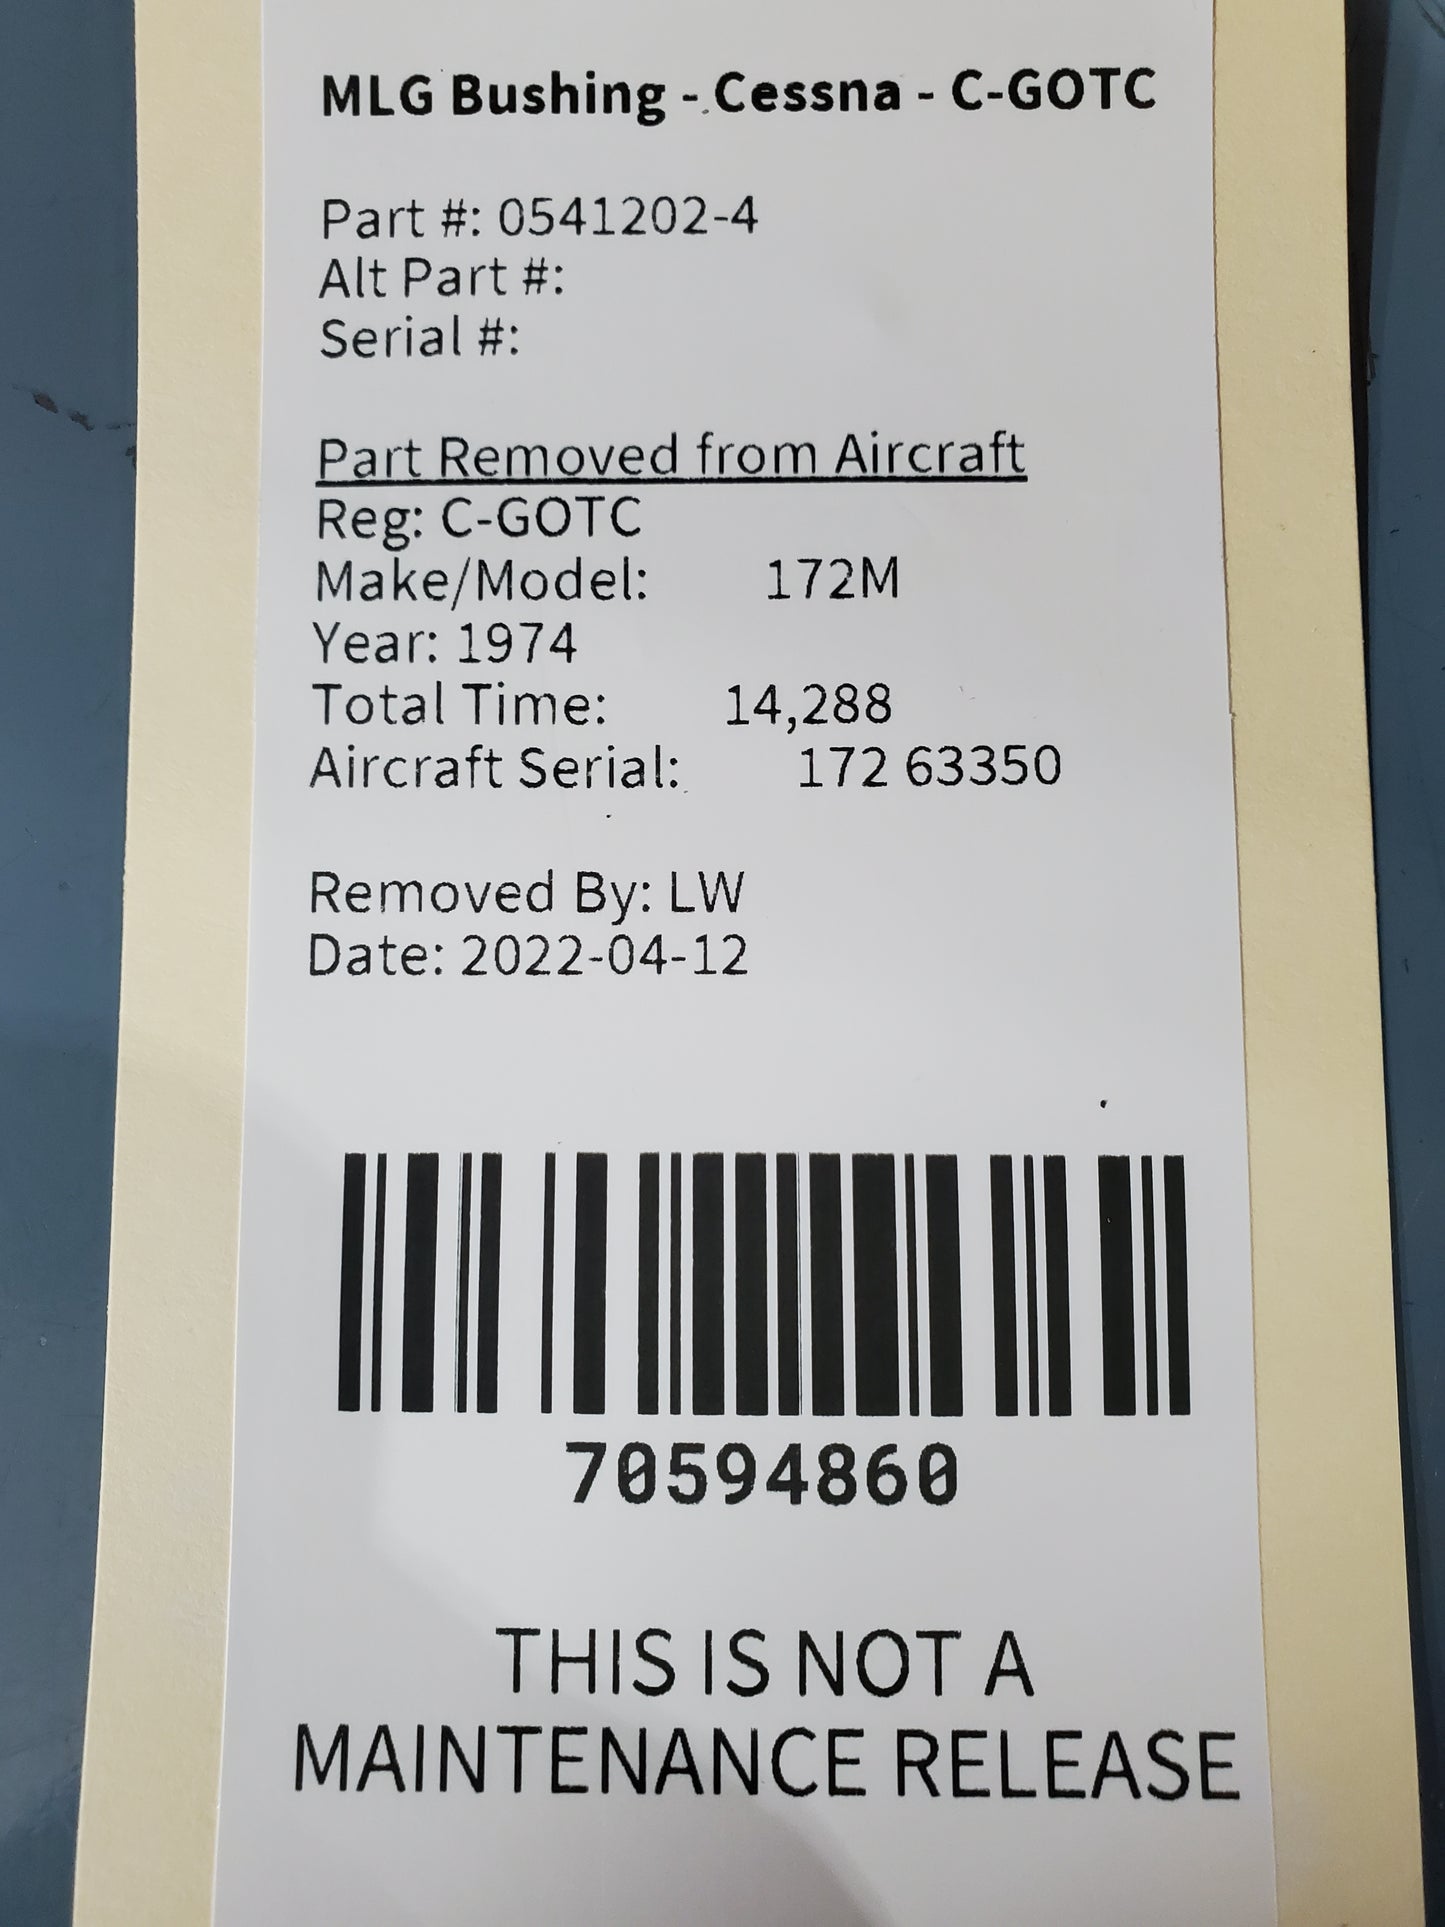 MLG Bushing - Cessna - C-GOTC
Part #: 0541202-4
Alt Part #:
Serial #:
Part Removed from Aircraft
Reg: C-GOTC
Make/Model: 172M
Year: 1974
Total Time: 14,288
Aircraft Serial: 172 63350
Removed By: LW
Date: 2022-04-12
70594860
THIS IS NOT A
MAINTENANCE RELEASE